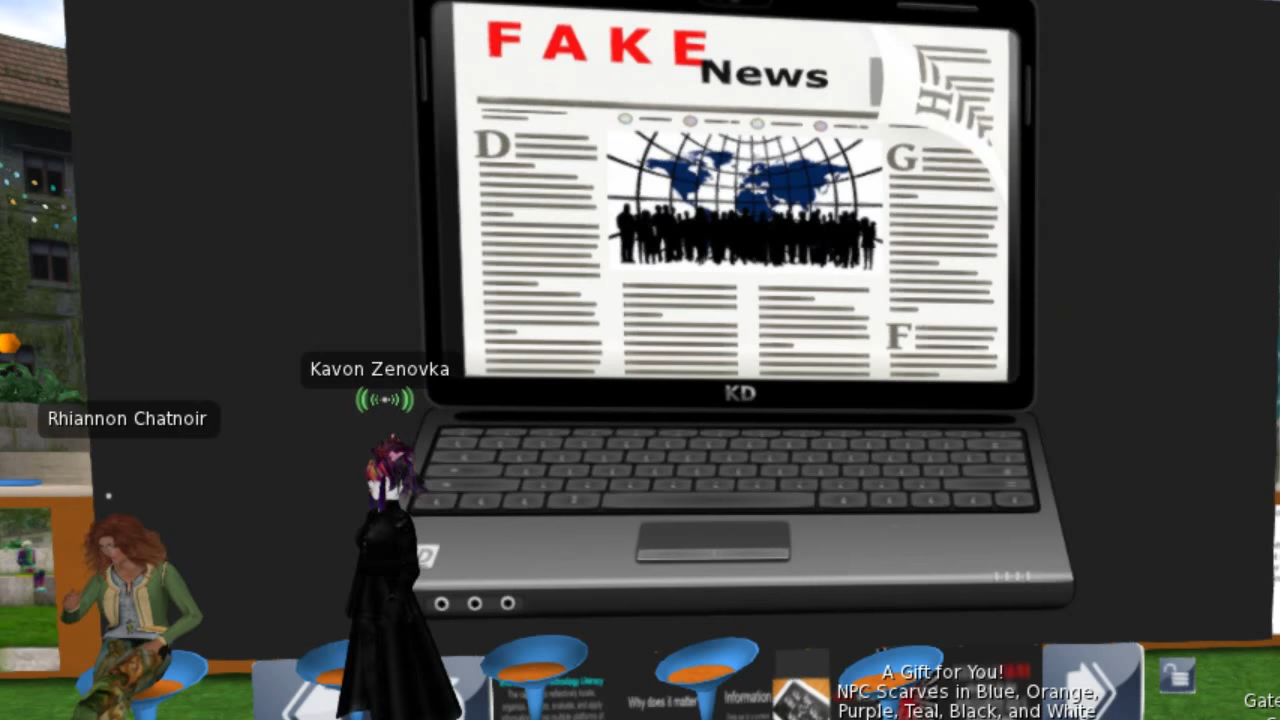 FAKE
News
D
G
F
KD
Kavon Zenovka
Rhiannon Chatnoir
Why does it matter
Information
A Gift for You!
NPC Scarves in Blue, Orange,
Purple, Teal, Black, and White
Gate